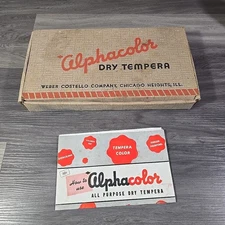 Alphacolor
DRY TEMPERA
WEBER COSTELLO COMPANY, CHICAGO HEIGHTS, ILL.
TEMPERA
COLOR
How to
use
Alphacolor
ALL PURPOSE DRY TEMPERA